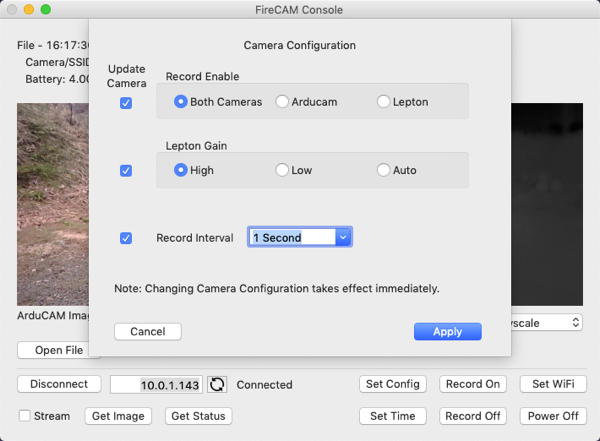 FireCAM Console
File - 16:17:3
Camera/SSID
Battery: 4.0
Camera Configuration
Update
Camera
Record Enable
Both Cameras Arducam Lepton
Lepton Gain
High Low Auto
Record Interval 1 Second
Note: Changing Camera Configuration takes effect immediately.
Cancel Apply
ArduCAM Imag
yscale
Open File
Disconnect 10.0.1.143 Connected Set Config Record On Set WiFi
Stream Get Image Get Status Set Time Record Off Power Off